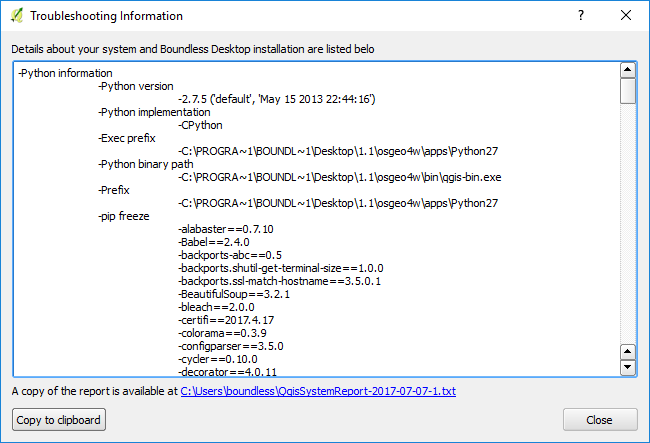 Troubleshooting Information
Details about your system and Boundless Desktop installation are listed belo
-Python information
-Python version
-2.7.5 ('default', 'May 15 2013 22:44:16')
-Python implementation
-CPython
-Exec prefix
-C:\PROGRA~1\BOUNDL~1\Desktop\1.1\osgeo4w\apps\Python27
-Python binary path
-C:\PROGRA~1\BOUNDL~1\Desktop\1.1\osgeo4w\bin\qgis-bin.exe
-Prefix
-C:\PROGRA~1\BOUNDL~1\Desktop\1.1\osgeo4w\apps\Python27
-pip freeze
-alabaster==0.7.10
-Babel==2.4.0
-backports-abc==0.5
-backports.shutil-get-terminal-size==1.0.0
-backports.ssl-match-hostname==3.5.0.1
-BeautifulSoup==3.2.1
-bleach==2.0.0
-certifi==2017.4.17
-colorama==0.3.9
-configparser==3.5.0
-cycler==0.10.0
-decorator==4.0.11
A copy of the report is available at C:\Users\boundless\QgisSystemReport-2017-07-07-1.txt
Copy to clipboard
Close